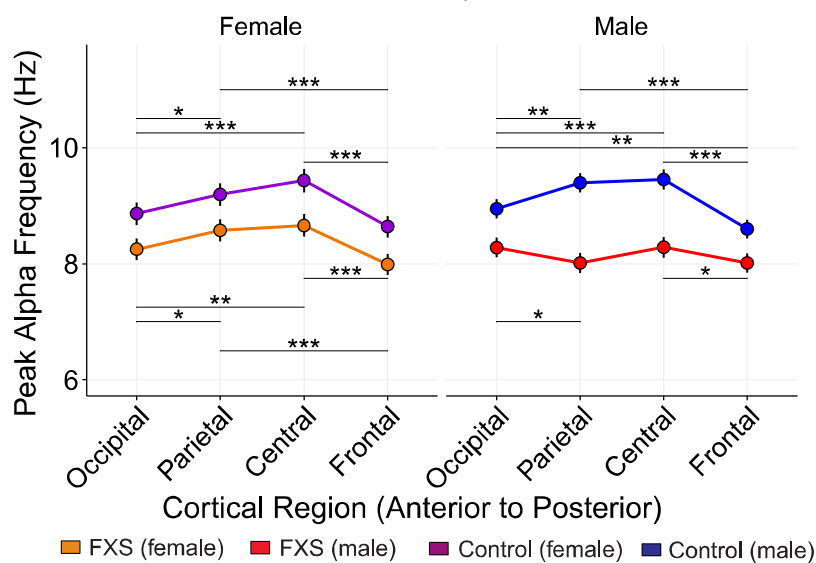 Female
Male
Peak Alpha Frequency (Hz)
10
8
6
***
*
***
***
***
**
*
***
***
**
***
**
***
*
*
Occipital
Parietal
Central
Frontal
Occipital
Parietal
Central
Frontal
Cortical Region (Anterior to Posterior)
FXS (female) FXS (male) Control (female) Control (male)